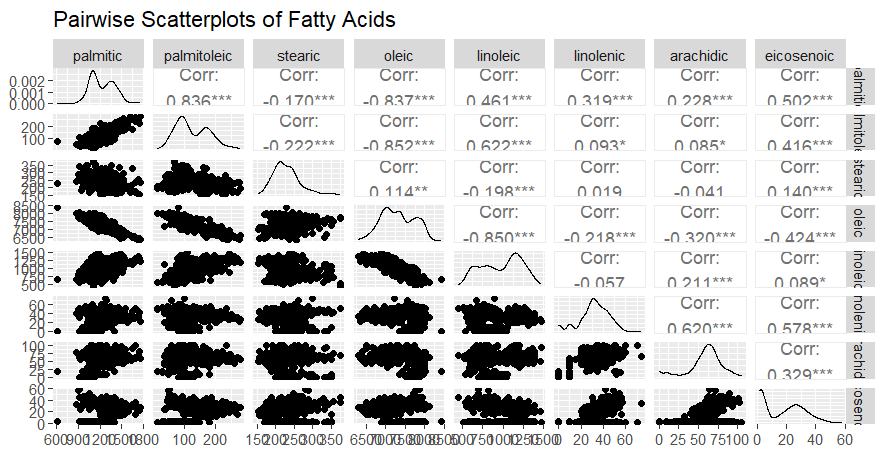 Pairwise Scatterplots of Fatty Acids
palmitic palmitoleic stearic oleic linoleic linolenic arachidic eicosenoic
0.002
0.001
0.000
Corr: Corr: Corr: Corr: Corr: Corr: Corr:
0.836*** -0.170*** -0.837*** 0.461*** 0.319*** 0.228*** 0.502***
palmitic
200
100
Corr: Corr: Corr: Corr: Corr: Corr:
-0.222*** -0.852*** 0.622*** 0.093* 0.085* 0.416***
lmitole
350
300
250
200
150
Corr: Corr: Corr: Corr: Corr:
0.114** -0.198*** 0.019 -0.041 0.140***
stearic
8500
8000
7500
7000
6500
Corr: Corr: Corr: Corr:
-0.850*** -0.218*** -0.320*** -0.424***
oleic
1500
1250
1000
750
500
Corr: Corr: Corr:
-0.057 0.211*** 0.089*
inoleic
60
40
20
0
Corr: Corr:
0.620*** 0.578***
noleni
100
75
50
25
0
Corr:
0.329***
rachid
60
40
20
0
cosend
600 900 1200 1500 1800 100 200 150 200 250 300 350 6500 7000 7500 8000 8500 500 750 1000 1250 1500 0 20 40 60 0 25 50 75 100 0 20 40 60